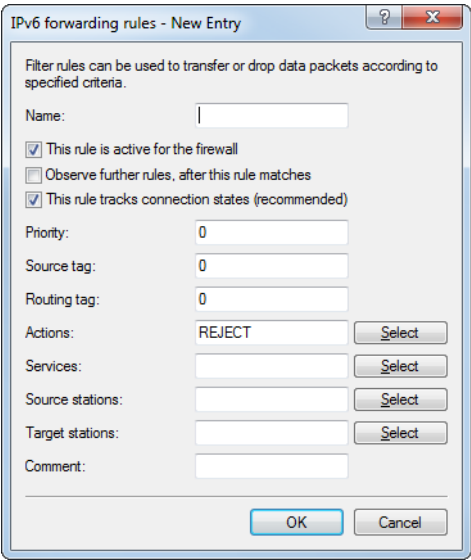 IPv6 forwarding rules - New Entry
?
Filter rules can be used to transfer or drop data packets according to
specified criteria.
Name:
This rule is active for the firewall
Observe further rules, after this rule matches
This rule tracks connection states (recommended)
Priority: 0
Source tag: 0
Routing tag: 0
Actions: REJECT Select
Services: Select
Source stations: Select
Target stations: Select
Comment:
OK Cancel